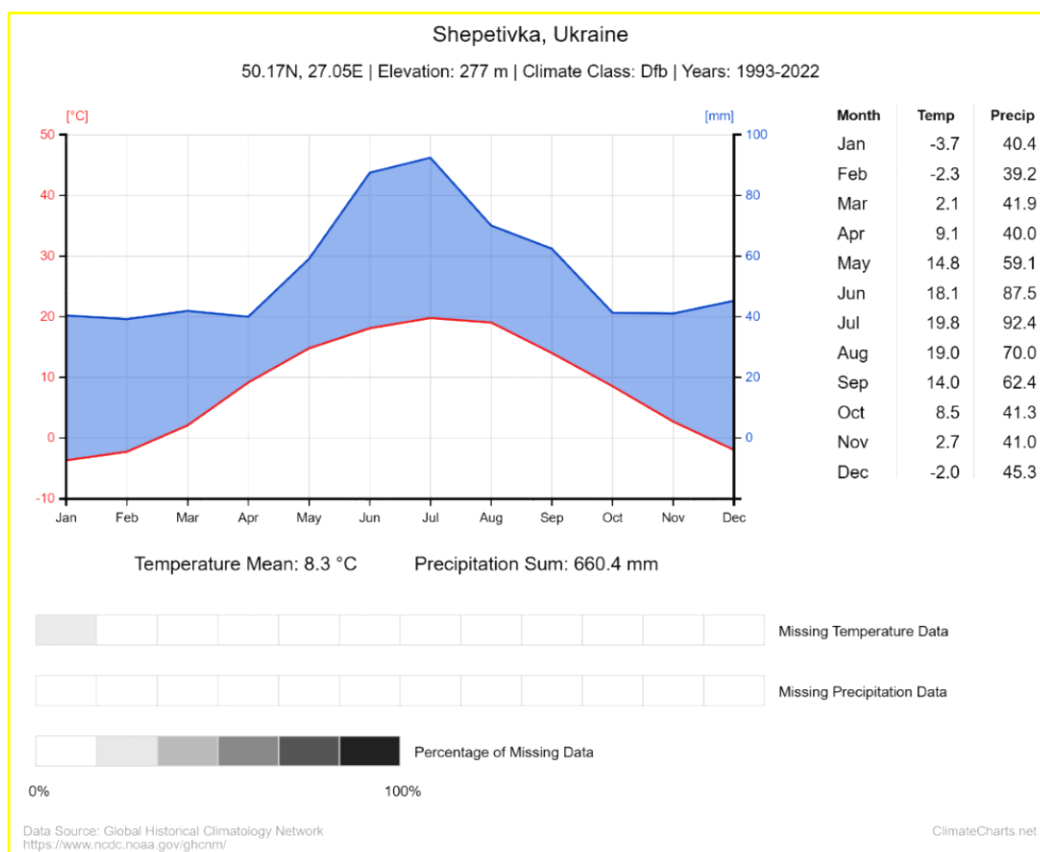 Shepetivka, Ukraine
50.17N, 27.05E | Elevation: 277 m | Climate Class: Dfb | Years: 1993-2022
[°C] [mm]
50 100
40 80
30 60
20 40
10 20
0 0
-10
Jan Feb Mar Apr May Jun Jul Aug Sep Oct Nov Dec
Month Temp Precip
Jan -3.7 40.4
Feb -2.3 39.2
Mar 2.1 41.9
Apr 9.1 40.0
May 14.8 59.1
Jun 18.1 87.5
Jul 19.8 92.4
Aug 19.0 70.0
Sep 14.0 62.4
Oct 8.5 41.3
Nov 2.7 41.0
Dec -2.0 45.3
Temperature Mean: 8.3 °C Precipitation Sum: 660.4 mm
Missing Temperature Data
Missing Precipitation Data
Percentage of Missing Data
0% 100%
Data Source: Global Historical Climatology Network
https://www.ncdc.noaa.gov/ghcnm/
ClimateCharts.net